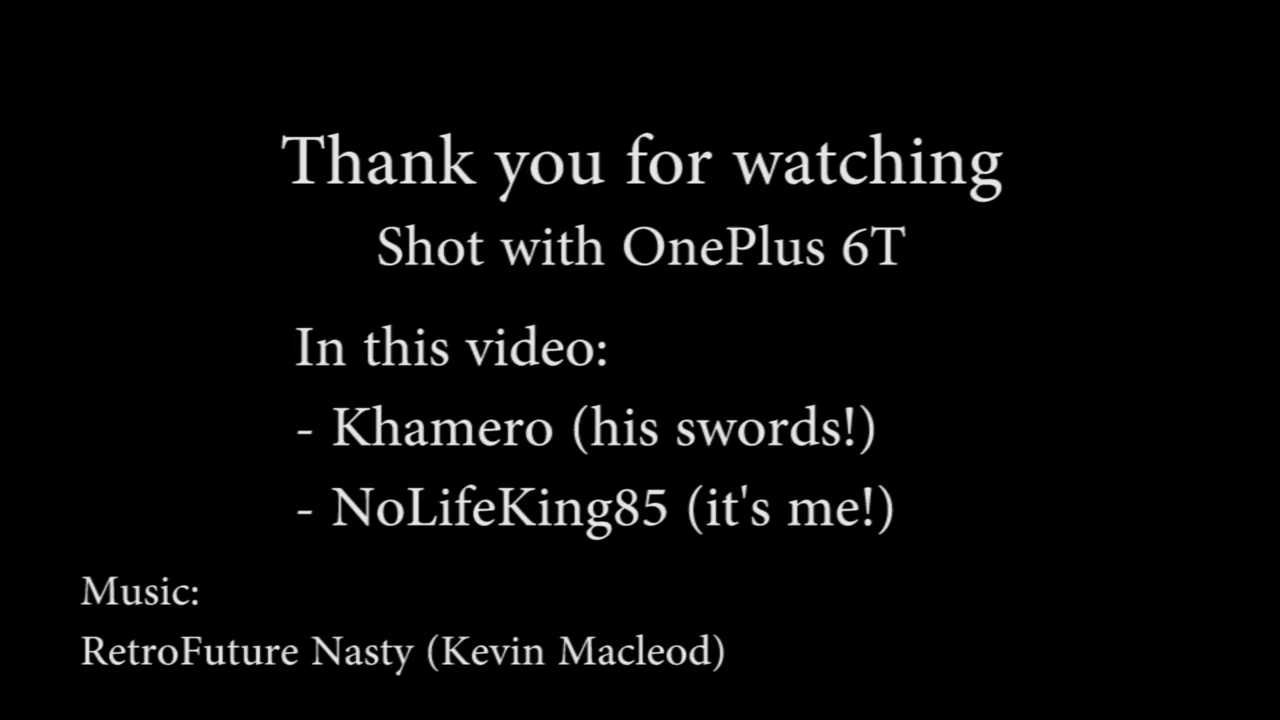 Thank you for watching
Shot with OnePlus 6T
In this video:
- Khamero (his swords!)
- NoLifeKing85 (it's me!)
Music:
RetroFuture Nasty (Kevin Macleod)